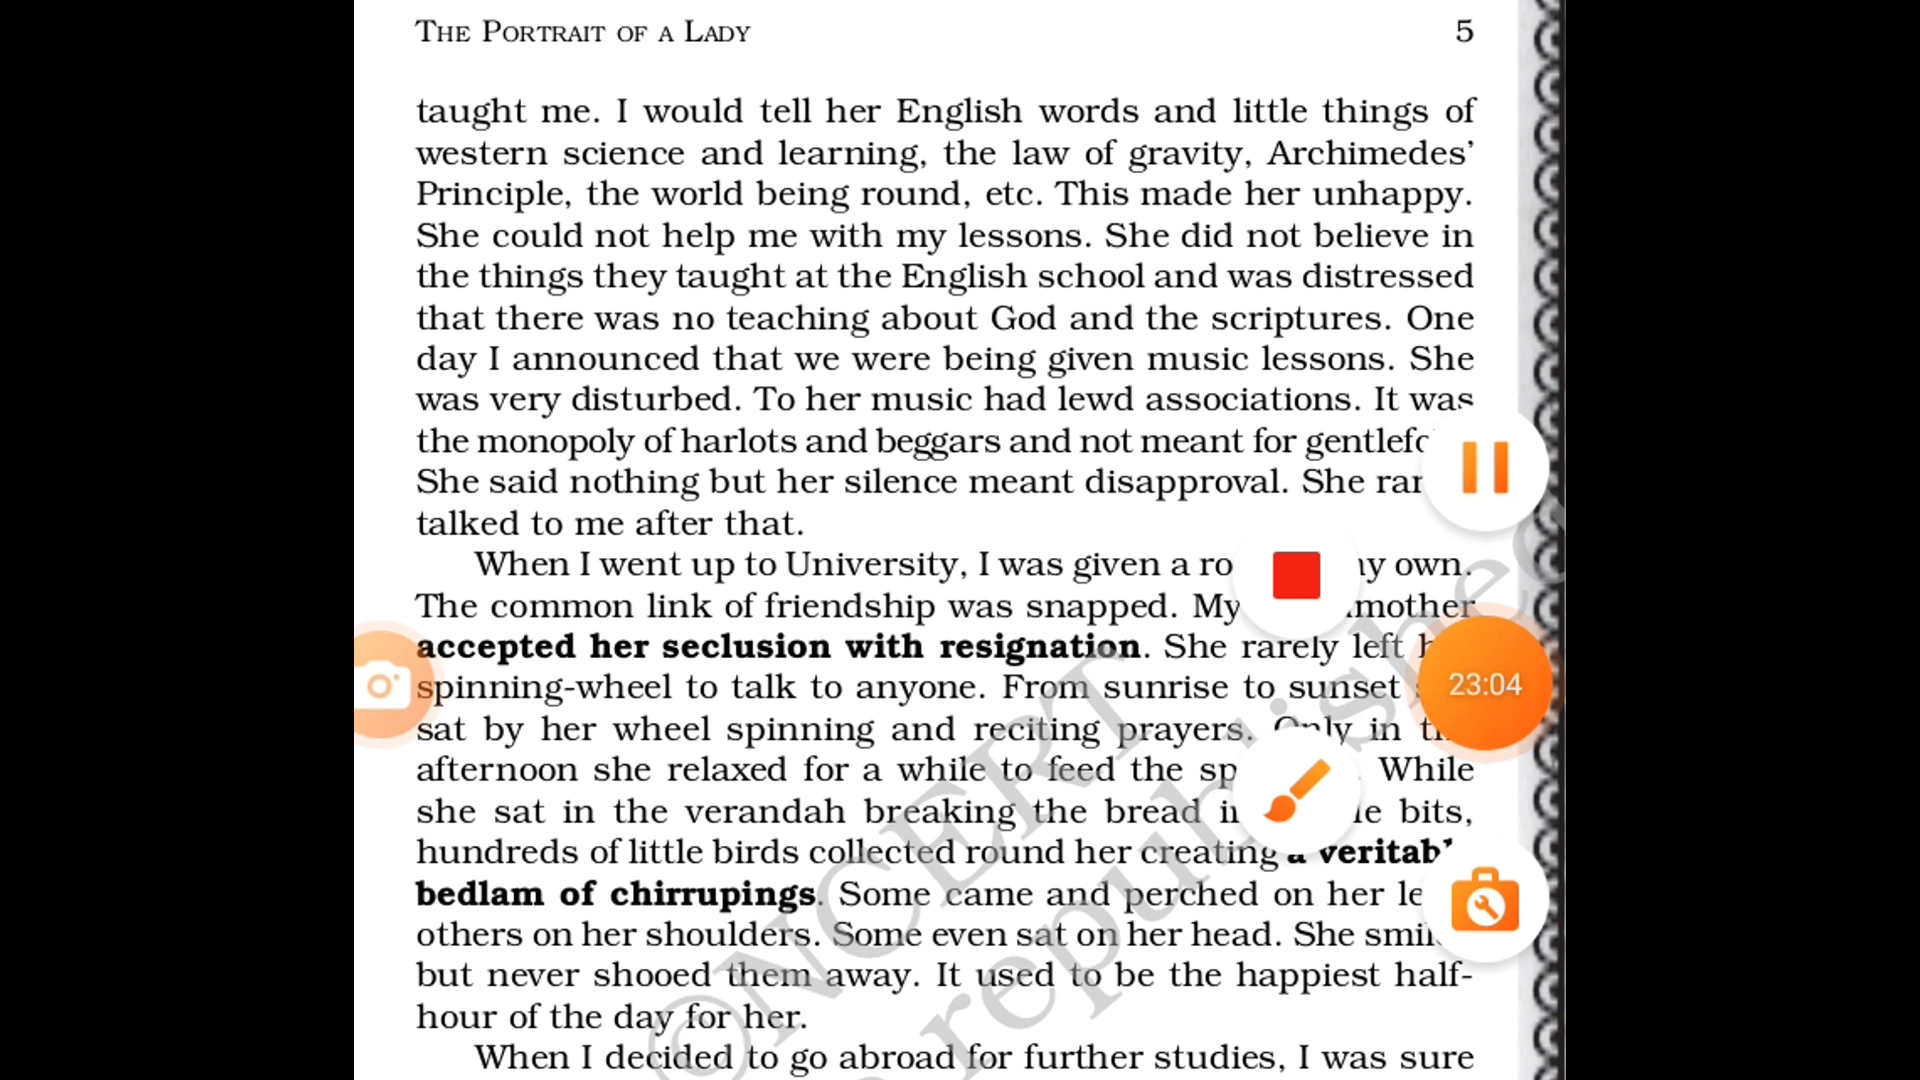 THE PORTRAIT OF A LADY 5
taught me. I would tell her English words and little things of
western science and learning, the law of gravity, Archimedes’
Principle, the world being round, etc. This made her unhappy.
She could not help me with my lessons. She did not believe in
the things they taught at the English school and was distressed
that there was no teaching about God and the scriptures. One
day I announced that we were being given music lessons. She
was very disturbed. To her music had lewd associations. It was
the monopoly of harlots and beggars and not meant for
She said nothing but her silence meant disapproval. She
talked to me after that.
When I went up to University, I was given a own.
The common link of friendship was snapped. My
accepted her seclusion with resignation. She rarely left
spinning-wheel to talk to anyone. From sunrise to sunset
sat by her wheel spinning and reciting prayers. Only in
afternoon she relaxed for a while to feed the While
she sat in the verandah breaking the bread bits,
hundreds of little birds collected round her creating a veritable
bedlam of chirrupings. Some came and perched on her
others on her shoulders. Some even sat on her head. She
but never shooed them away. It used to be the happiest half-
hour of the day for her.
When I decided to go abroad for further studies, I was sure
23:04
©NCERT